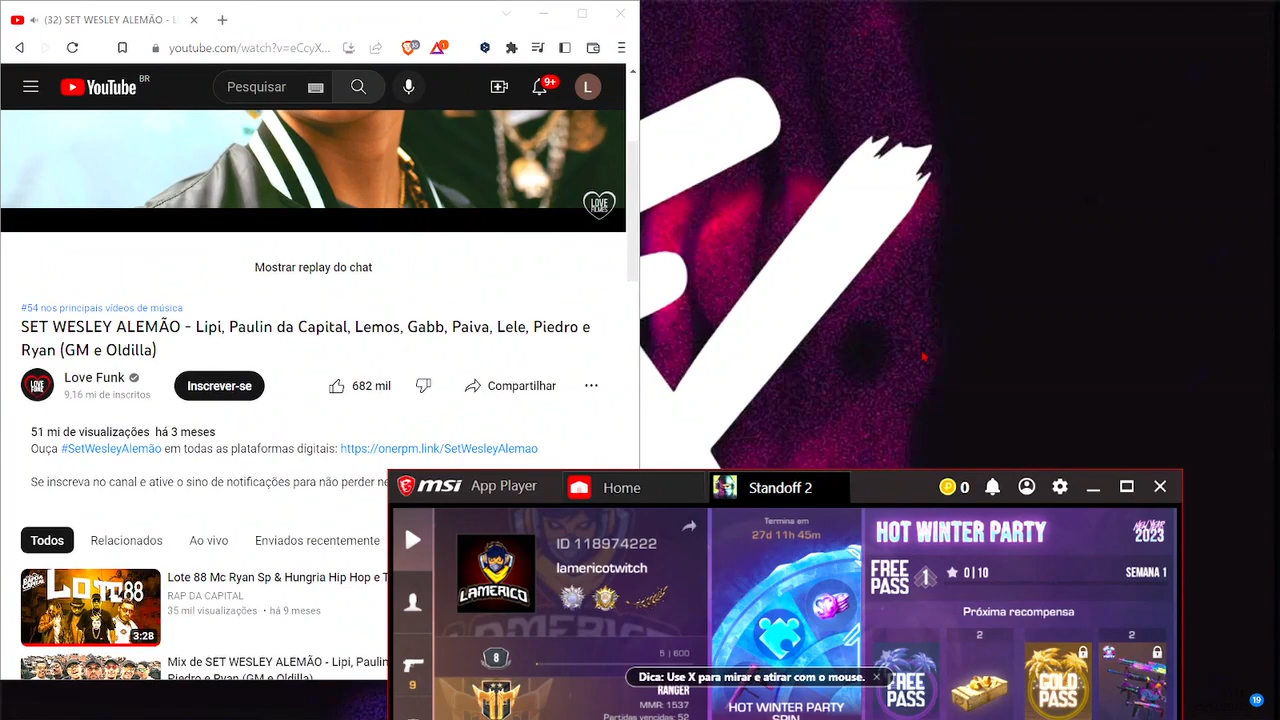 (32) SET WESLEY ALEMÃO - L
youtube.com/watch?v=eCcyX...
YouTube BR
Pesquisar
9+
L
LOVE FILMES
Mostrar replay do chat
#54 nos principais vídeos de música
SET WESLEY ALEMÃO - Lipi, Paulin da Capital, Lemos, Gabb, Paiva, Lele, Piedro e
Ryan (GM e Oldilla)
Love Funk
9,16 mi de inscritos
Inscrever-se
682 mil
Compartilhar
51 mi de visualizações há 3 meses
Ouça #SetWesleyAlemão em todas as plataformas digitais: https://onerpm.link/SetWesleyAlemao
Se inscreva no canal e ative o sino de notificações para não perder ne
Todos
Relacionados
Ao vivo
Enviados recentemente
LOTE 88
3:28
Lote 88 Mc Ryan Sp & Hungria Hip Hop e T
RAP DA CAPITAL
35 mil visualizações • há 9 meses
Mix de SET WESLEY ALEMÃO - Lipi, Paulin
Piedro e Ryan (GM e Oldilla)
msi App Player
Home
Standoff 2
P 0
9
LAMERICO
ID 118974222
lamericotwitch
8
5 | 600
RANGER
MMR: 1537
Partidas vencidas: 52
Termina em
27d 11h 45m
HOT WINTER PARTY
SPIN
HOT WINTER PARTY
2023
FREE
PASS
1
0|10
SEMANA 1
Próxima recompensa
FREE
PASS
2
GOLD
PASS
2
Dica: Use X para mirar e atirar com o mouse.
19